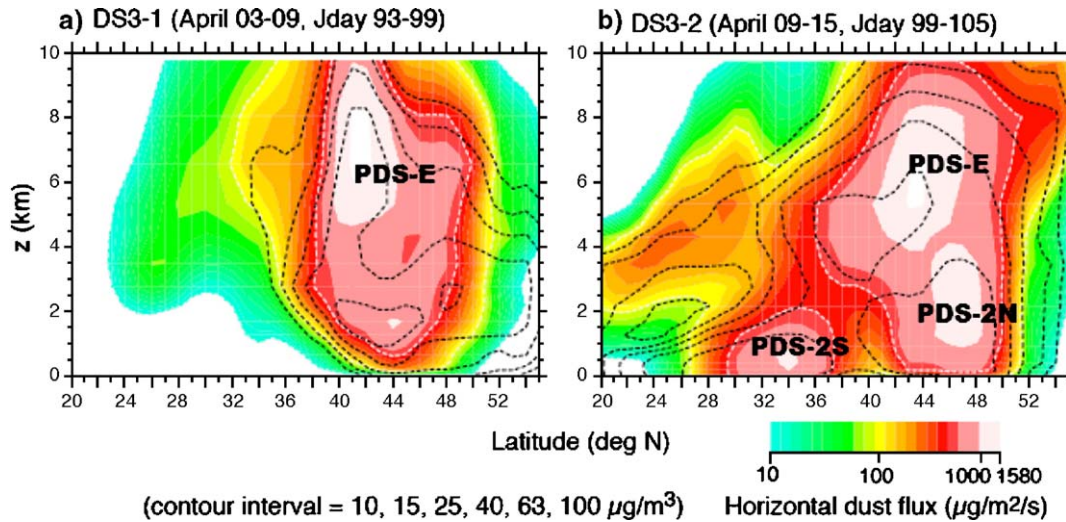 a) DS3-1 (April 03-09, Jday 93-99)
b) DS3-2 (April 09-15, Jday 99-105)
10
8
6
4
2
0
z (km)
PDS-E
20 24 28 32 36 40 44 48 52
10
8
6
4
2
0
PDS-E
PDS-2N
PDS-2S
20 24 28 32 36 40 44 48 52
Latitude (deg N)
10 100 1000 1580
(contour interval = 10, 15, 25, 40, 63, 100 µg/m³)
Horizontal dust flux (µg/m2/s)